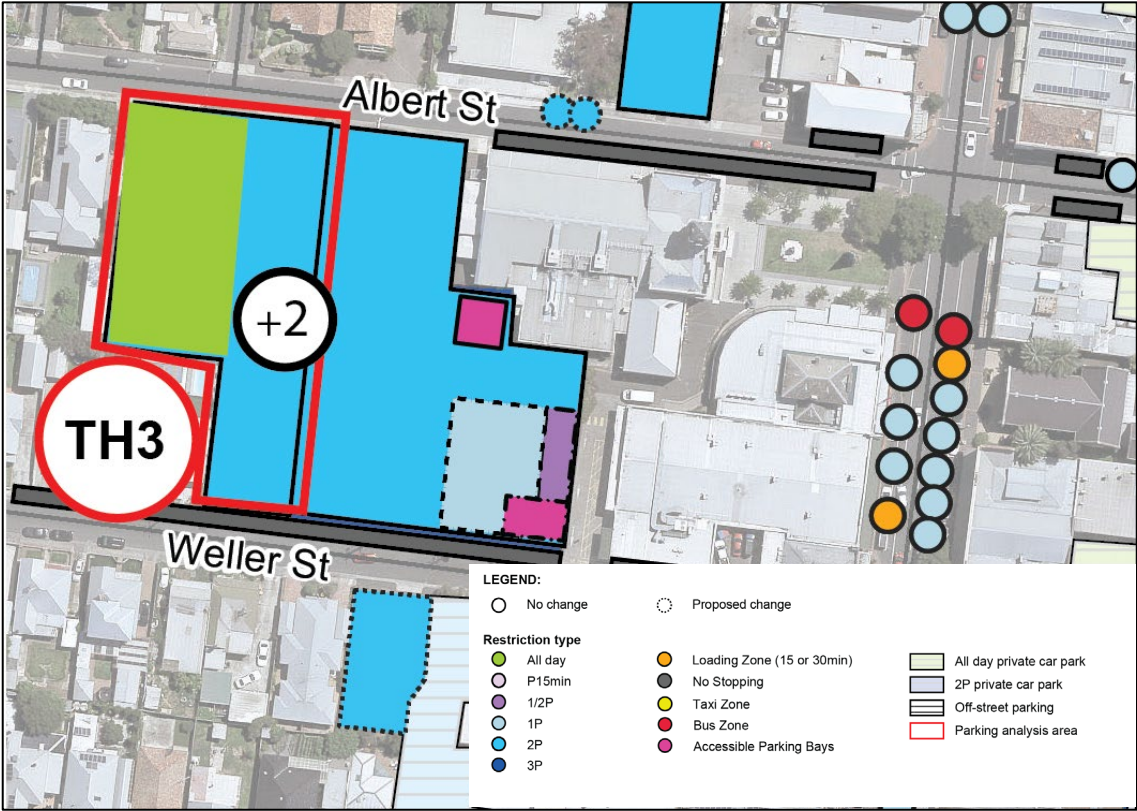 Albert St
+2
TH3
Weller St
LEGEND:
No change
Proposed change
Restriction type
All day
P15min
1/2P
1P
2P
3P
Loading Zone (15 or 30min)
No Stopping
Taxi Zone
Bus Zone
Accessible Parking Bays
All day private car park
2P private car park
Off-street parking
Parking analysis area